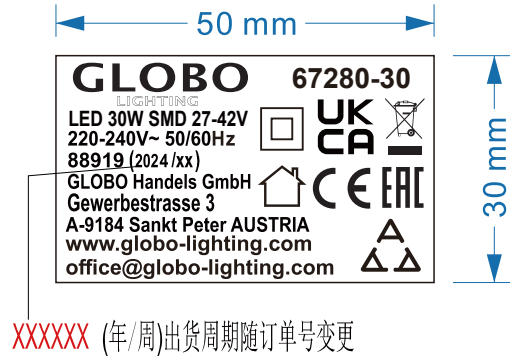 50 mm
GLOBO
LIGHTING
67280-30
LED 30W SMD 27-42V
220-240V~ 50/60Hz
88919 (2024/xx)
GLOBO Handels GmbH
Gewerbestrasse 3
A-9184 Sankt Peter AUSTRIA
www.globo-lighting.com
office@globo-lighting.com
UK
CA
CE EAC
30 mm
XXXXXX (年/周)出货周期随订单号变更